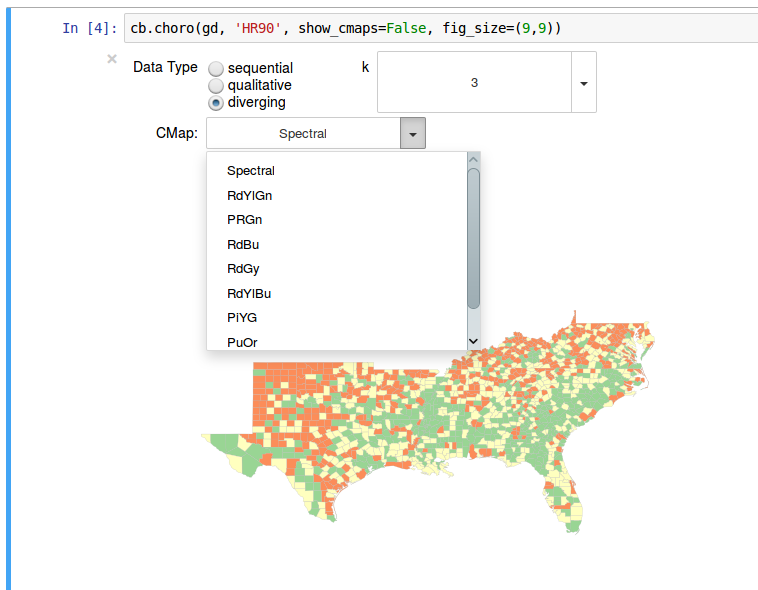 In [4]: cb.choro(gd, 'HR90', show_cmaps=False, fig_size=(9,9))
× Data Type sequential k 3
qualitative
diverging
CMap: Spectral
Spectral
RdYlGn
PRGn
RdBu
RdGy
RdYlBu
PiYG
PuOr